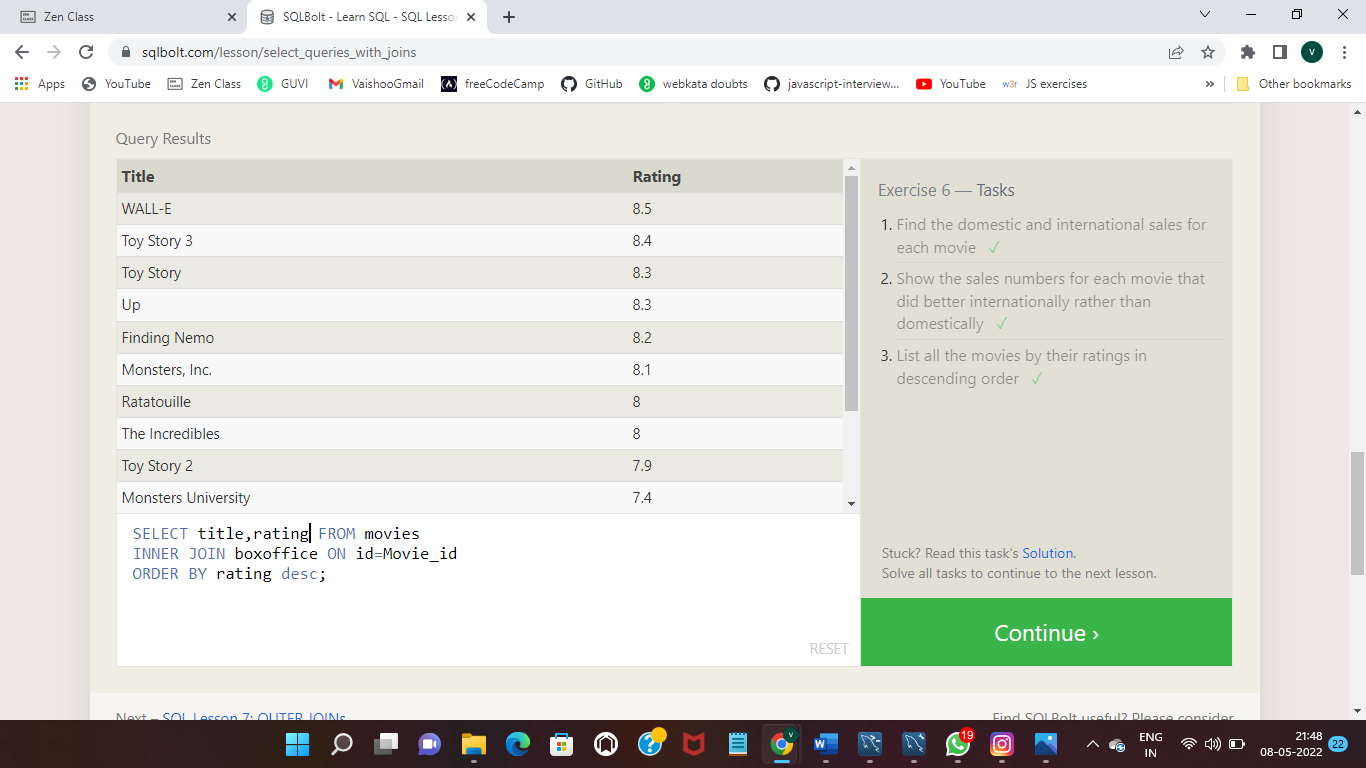 Zen Class
SQLBolt - Learn SQL - SQL Lesson
sqlbolt.com/lesson/select_queries_with_joins
V
Apps YouTube Zen Class GUVI VaishooGmail freeCodeCamp GitHub webkata doubts javascript-interview... YouTube w3r JS exercises » Other bookmarks
Query Results
Title Rating
WALL-E 8.5
Toy Story 3 8.4
Toy Story 8.3
Up 8.3
Finding Nemo 8.2
Monsters, Inc. 8.1
Ratatouille 8
The Incredibles 8
Toy Story 2 7.9
Monsters University 7.4
SELECT title,rating FROM movies
INNER JOIN boxoffice ON id=Movie_id
ORDER BY rating desc;
RESET
Exercise 6 — Tasks
1. Find the domestic and international sales for
each movie ✓
2. Show the sales numbers for each movie that
did better internationally rather than
domestically ✓
3. List all the movies by their ratings in
descending order ✓
Stuck? Read this task's Solution.
Solve all tasks to continue to the next lesson.
Continue ›
Next – SQL Lesson 7: OUTER JOINs
Find SQLBolt useful? Please consider
V
19
ENG
IN
21:48
08-05-2022
22